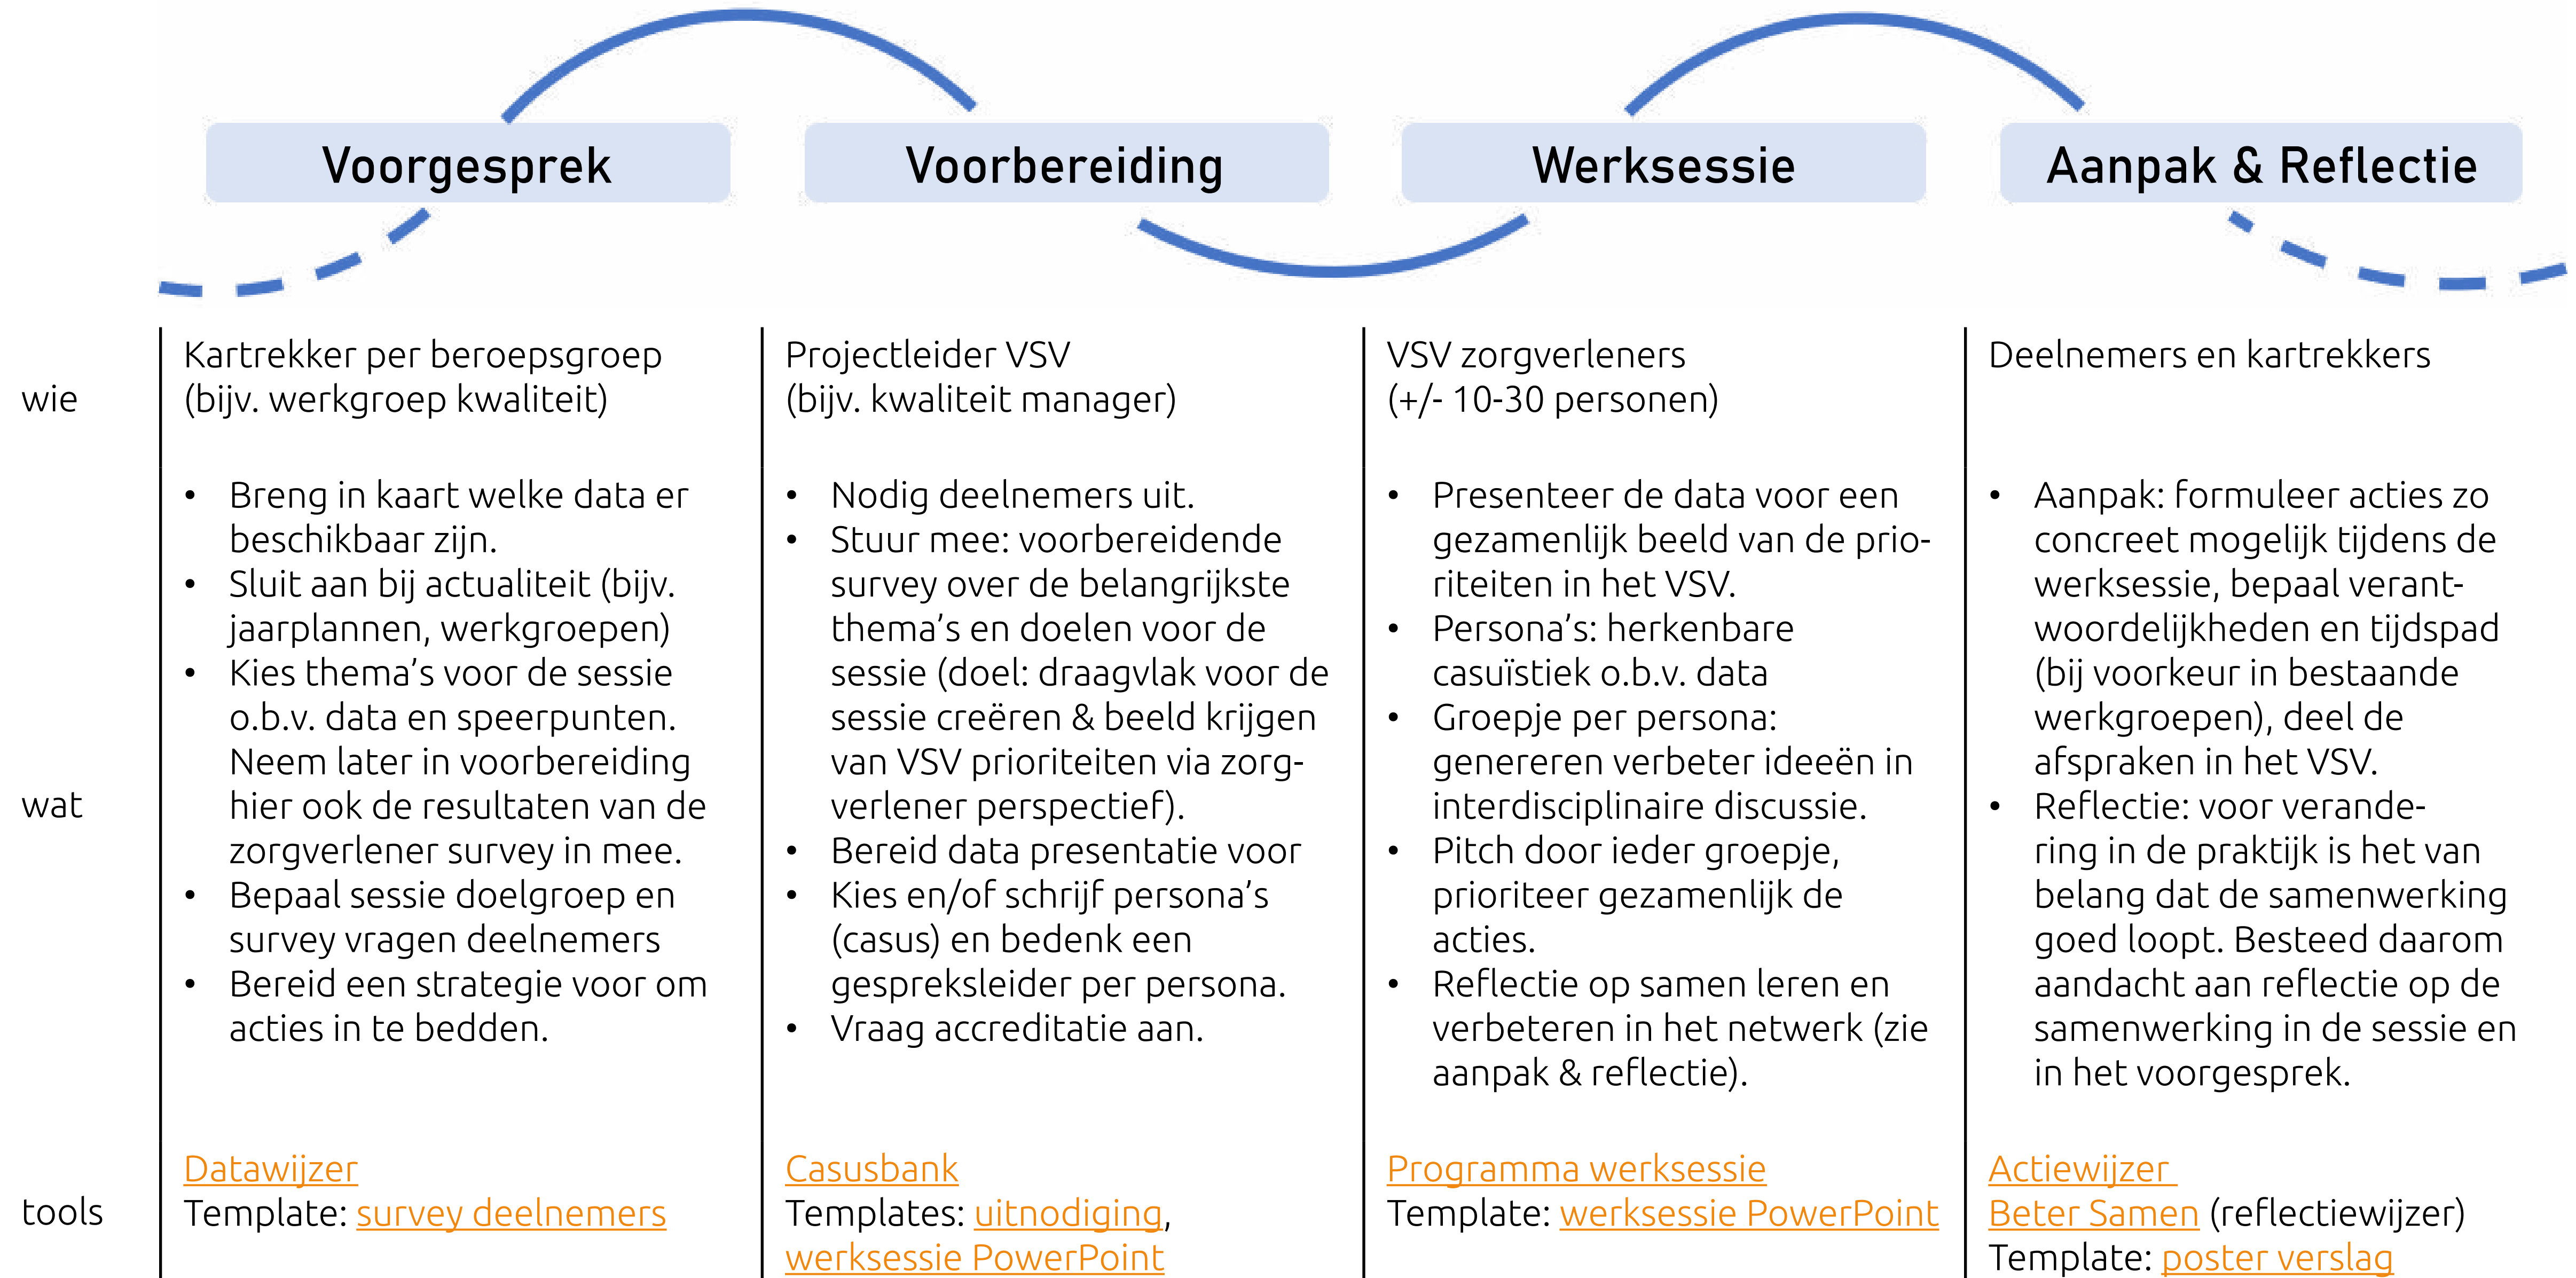 Voorgesprek
Voorbereiding
Werksessie
Aanpak & Reflectie
wie
Kartrekker per beroepsgroep
(bijv. werkgroep kwaliteit)
Projectleider VSV
(bijv. kwaliteit manager)
VSV zorgverleners
(+/- 10-30 personen)
Deelnemers en kartrekkers
wat
• Breng in kaart welke data er
beschikbaar zijn.
• Sluit aan bij actualiteit (bijv.
jaarplannen, werkgroepen)
• Kies thema’s voor de sessie
o.b.v. data en speerpunten.
Neem later in voorbereiding
hier ook de resultaten van de
zorgverlener survey in mee.
• Bepaal sessie doelgroep en
survey vragen deelnemers
• Bereid een strategie voor om
acties in te bedden.
• Nodig deelnemers uit.
• Stuur mee: voorbereidende
survey over de belangrijkste
thema’s en doelen voor de
sessie (doel: draagvlak voor de
sessie creëren & beeld krijgen
van VSV prioriteiten via zorg-
verlener perspectief).
• Bereid data presentatie voor
• Kies en/of schrijf persona’s
(casus) en bedenk een
gespreksleider per persona.
• Vraag accreditatie aan.
• Presenteer de data voor een
gezamenlijk beeld van de prio-
riteiten in het VSV.
• Persona’s: herkenbare
casuïstiek o.b.v. data
• Groepje per persona:
genereren verbeter ideeën in
interdisciplinaire discussie.
• Pitch door ieder groepje,
prioriteer gezamenlijk de
acties.
• Reflectie op samen leren en
verbeteren in het netwerk (zie
aanpak & reflectie).
• Aanpak: formuleer acties zo
concreet mogelijk tijdens de
werksessie, bepaal verant-
woordelijkheden en tijdspad
(bij voorkeur in bestaande
werkgroepen), deel de
afspraken in het VSV.
• Reflectie: voor verande-
ring in de praktijk is het van
belang dat de samenwerking
goed loopt. Besteed daarom
aandacht aan reflectie op de
samenwerking in de sessie en
in het voorgesprek.
tools
Datawijzer
Template: survey deelnemers
Casusbank
Templates: uitnodiging,
werksessie PowerPoint
Programma werksessie
Template: werksessie PowerPoint
Actiewijzer
Beter Samen (reflectiewijzer)
Template: poster verslag